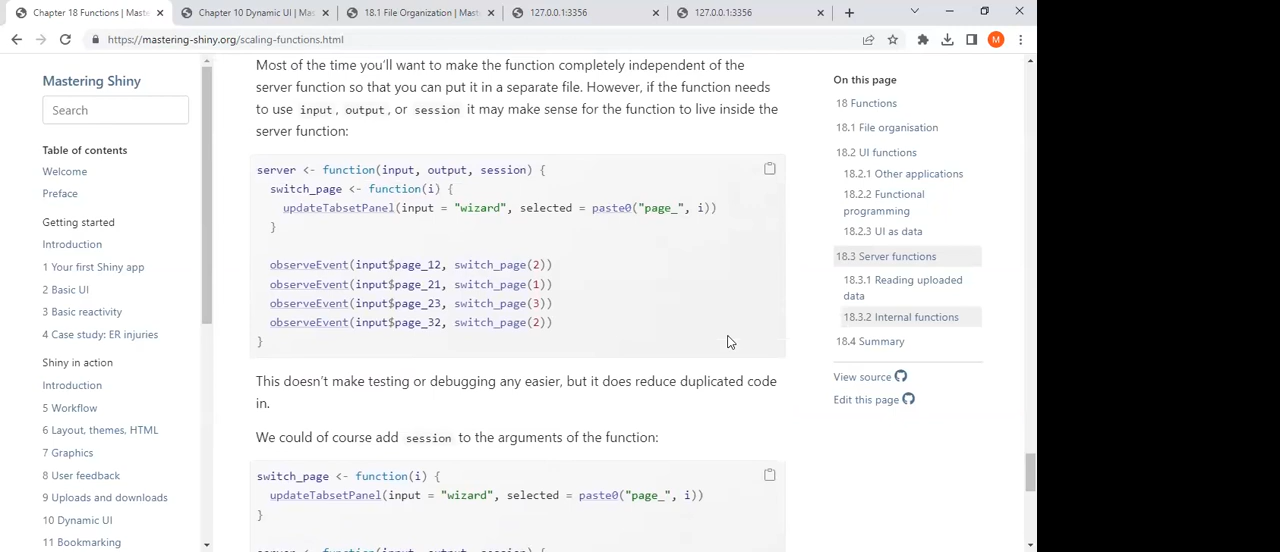 Chapter 18 Functions | Mast
Chapter 10 Dynamic UI | Master
18.1 File Organization | Master
127.0.0.1:3356
127.0.0.1:3356
https://mastering-shiny.org/scaling-functions.html
M
Mastering Shiny
Search
Table of contents
Welcome
Preface
Getting started
Introduction
1 Your first Shiny app
2 Basic UI
3 Basic reactivity
4 Case study: ER injuries
Shiny in action
Introduction
5 Workflow
6 Layout, themes, HTML
7 Graphics
8 User feedback
9 Uploads and downloads
10 Dynamic UI
11 Bookmarking
Most of the time you’ll want to make the function completely independent of the
server function so that you can put it in a separate file. However, if the function needs
to use input, output, or session it may make sense for the function to live inside the
server function:
server <- function(input, output, session) {
  switch_page <- function(i) {
    updateTabsetPanel(input = "wizard", selected = paste0("page_", i))
  }
  observeEvent(input$page_12, switch_page(2))
  observeEvent(input$page_21, switch_page(1))
  observeEvent(input$page_23, switch_page(3))
  observeEvent(input$page_32, switch_page(2))
}
This doesn’t make testing or debugging any easier, but it does reduce duplicated code
in.
We could of course add session to the arguments of the function:
switch_page <- function(i) {
  updateTabsetPanel(input = "wizard", selected = paste0("page_", i))
}
server <- function(input, output, session) {
On this page
18 Functions
18.1 File organisation
18.2 UI functions
18.2.1 Other applications
18.2.2 Functional
programming
18.2.3 UI as data
18.3 Server functions
18.3.1 Reading uploaded
data
18.3.2 Internal functions
18.4 Summary
View source
Edit this page